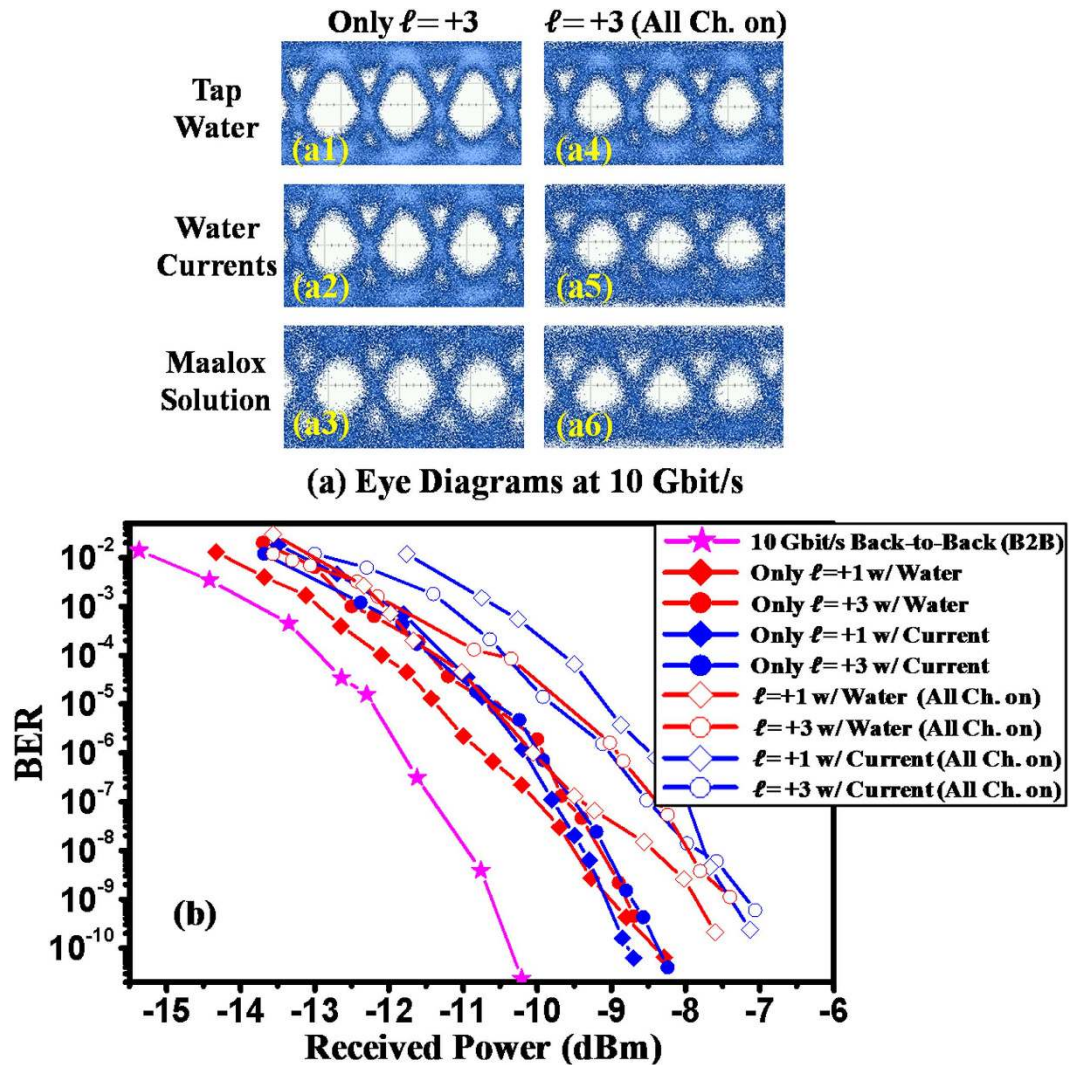 Only ℓ= +3 ℓ= +3 (All Ch. on)
Tap
Water
(a1) (a4)
Water
Currents
(a2) (a5)
Maalox
Solution
(a3) (a6)
(a) Eye Diagrams at 10 Gbit/s
10 Gbit/s Back-to-Back (B2B)
Only ℓ=+1 w/ Water
Only ℓ=+3 w/ Water
Only ℓ=+1 w/ Current
Only ℓ=+3 w/ Current
ℓ=+1 w/ Water (All Ch. on)
ℓ=+3 w/ Water (All Ch. on)
ℓ=+1 w/ Current (All Ch. on)
ℓ=+3 w/ Current (All Ch. on)
BER
10⁻²
10⁻³
10⁻⁴
10⁻⁵
10⁻⁶
10⁻⁷
10⁻⁸
10⁻⁹
10⁻¹⁰
(b)
-15 -14 -13 -12 -11 -10 -9 -8 -7 -6
Received Power (dBm)